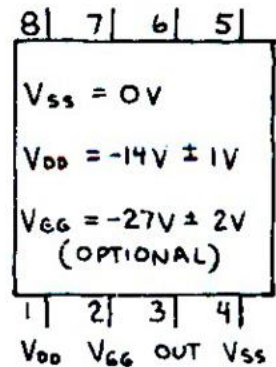 8 7 6 5
VSS = 0V
VDD = -14V ± 1V
VGG = -27V ± 2V
(OPTIONAL)
1 2 3 4
VDD VGG OUT VSS